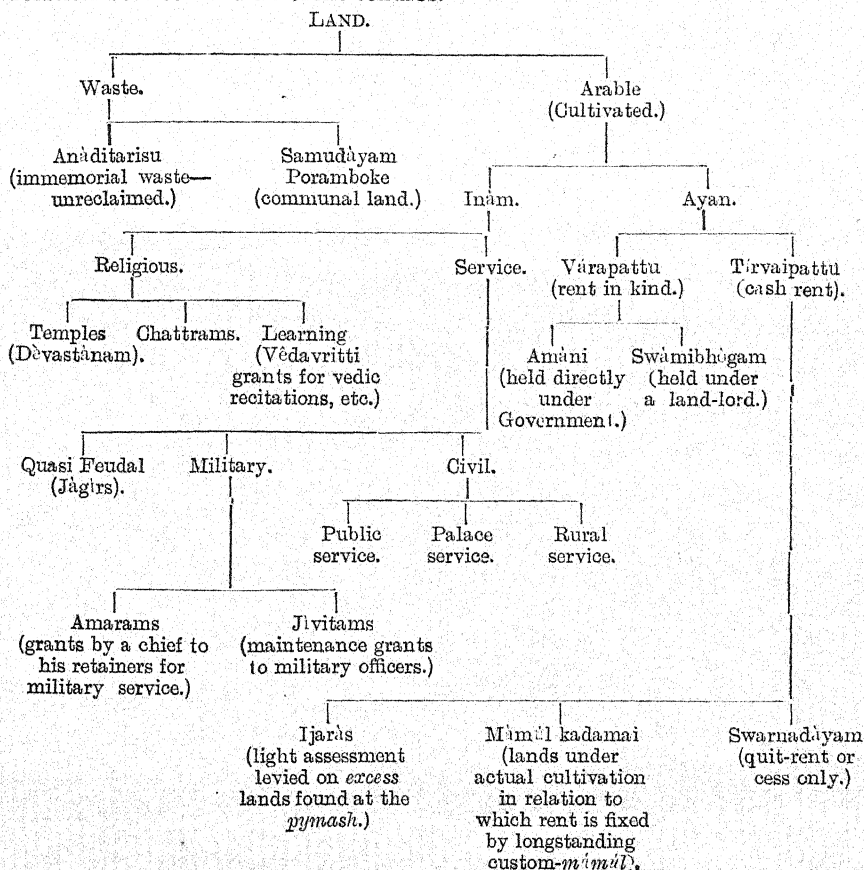 LAND.
Waste.
Arable
(Cultivated.)
Anàditarisu
(immemorial waste—
unreclaimed.)
Samudàyam
Poramboke
(communal land.)
Inàm.
Ayan.
Religious.
Service.
Várapattu
(rent in kind.)
Tírvaipattu
(cash rent).
Temples
(Dèvastànam).
Chattrams.
Learning
(Vêdavritti
grants for vedic
recitations, etc.)
Amàni
(held directly
under
Government.)
Swàmibhògam
(held under
a land-lord.)
Quasi Feudal
(Jàgìrs).
Military.
Civil.
Public
service.
Palace
service.
Rural
service.
Amarams
(grants by a chief to
his retainers for
military service.)
Jìvitams
(maintenance grants
to military officers.)
Ijaràs
(light assessment
levied on excess
lands found at the
pymash.)
Màmúl kadamai
(lands under
actual cultivation
in relation to
which rent is fixed
by longstanding
custom-mámúl).
Swarnadàyam
(quit-rent or
cess only.)